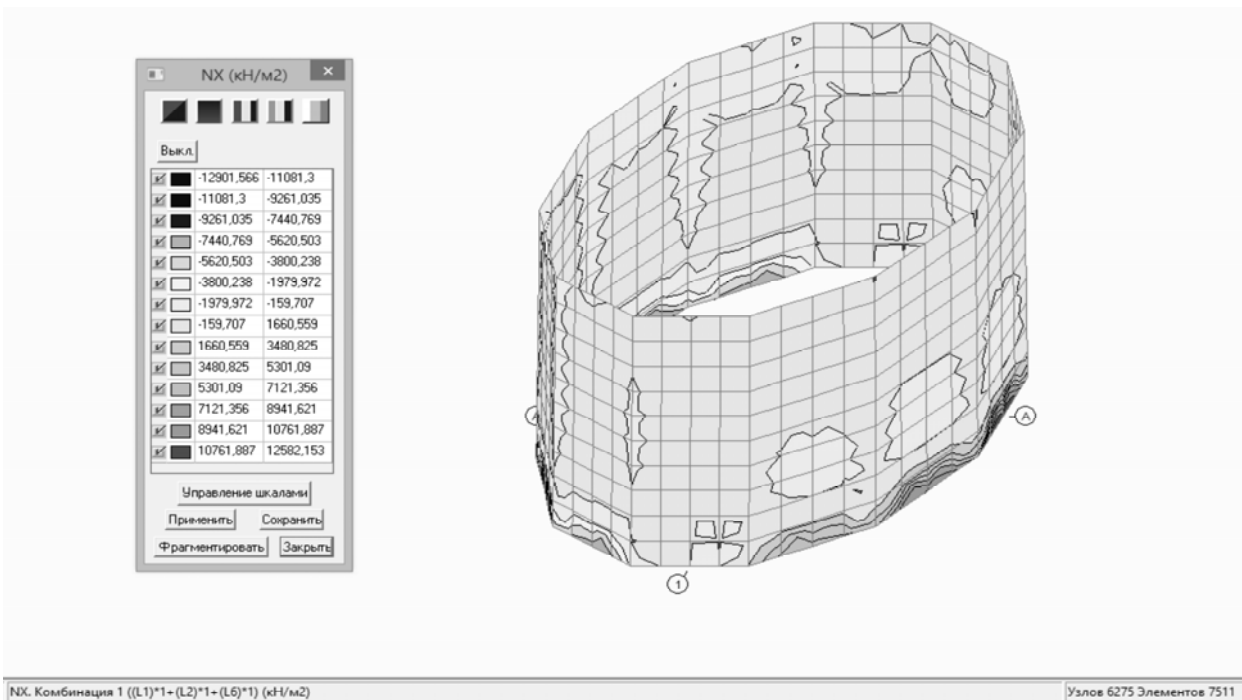 NX (кН/м2)
Выкл.
-12901,566 -11081,3
-11081,3 -9261,035
-9261,035 -7440,769
-7440,769 -5620,503
-5620,503 -3800,238
-3800,238 -1979,972
-1979,972 -159,707
-159,707 1660,559
1660,559 3480,825
3480,825 5301,09
5301,09 7121,356
7121,356 8941,621
8941,621 10761,887
10761,887 12582,153
Управление шкалами
Применить Сохранить
Фрагментировать Закрыть
А
А
1
NX. Комбинация 1 ((L1)*1+(L2)*1+(L6)*1) (кН/м2)
Узлов 6275 Элементов 7511